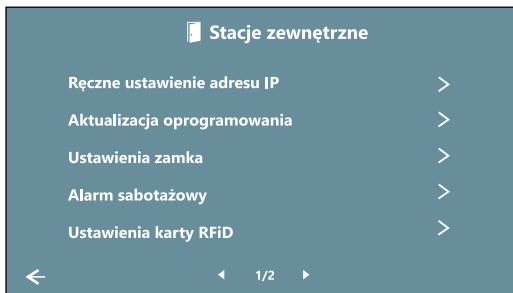 Stacje zewnętrzne
Ręczne ustawienie adresu IP
Aktualizacja oprogramowania
Ustawienia zamka
Alarm sabotażowy
Ustawienia karty RFiD
1/2